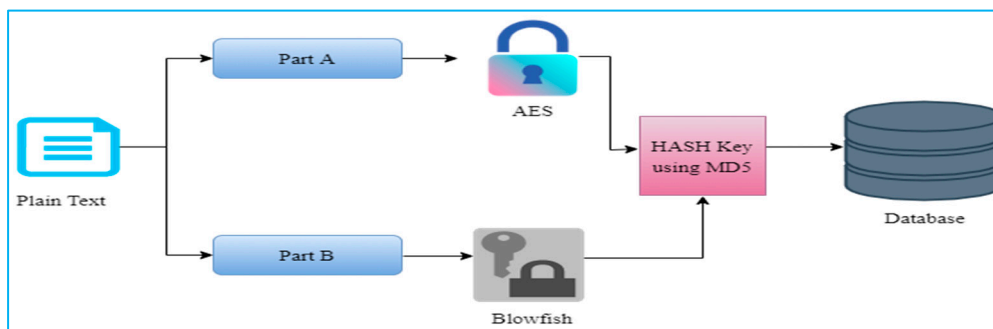 Part A
AES
HASH Key
using MD5
Plain Text
Database
Part B
Blowfish